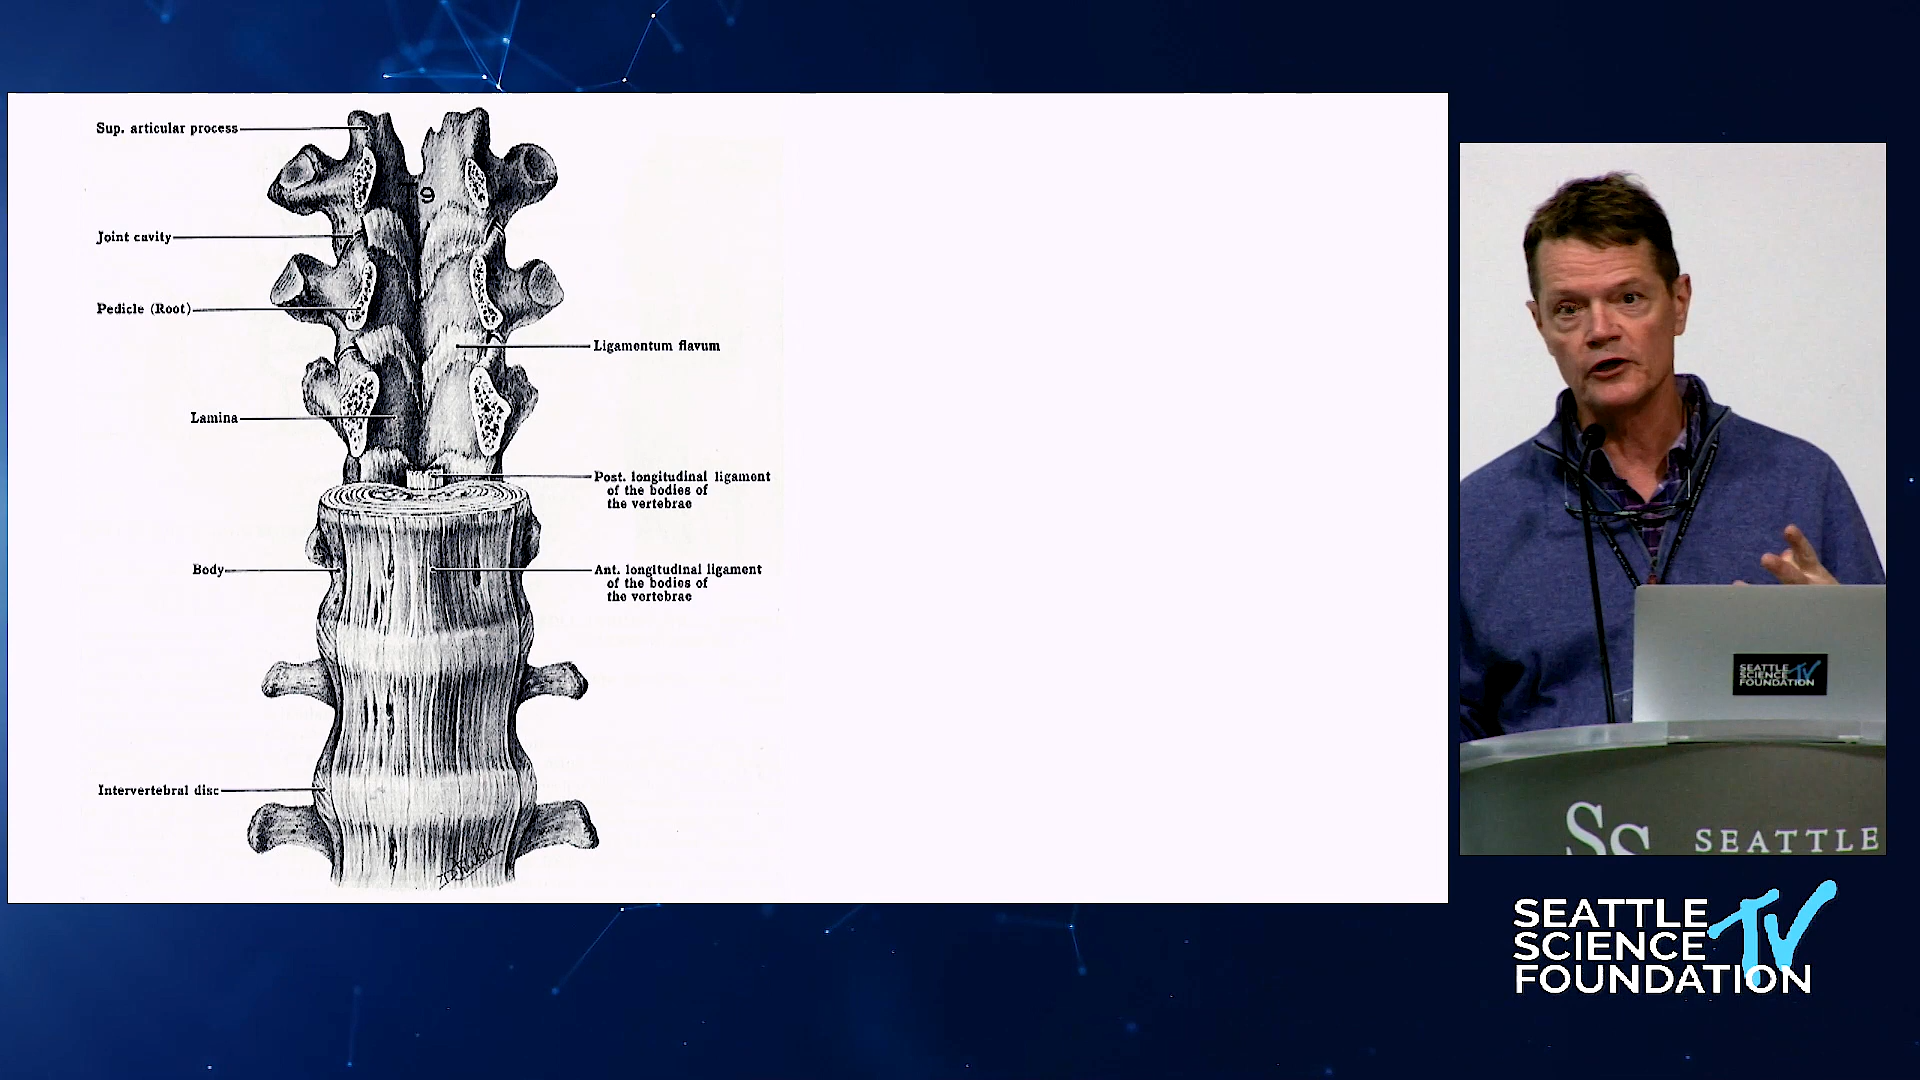 Sup. articular process
9
Joint cavity
Pedicle (Root)
Ligamentum flavum
Lamina
Post. longitudinal ligament
of the bodies of
the vertebrae
Body
Ant. longitudinal ligament
of the bodies of
the vertebrae
Intervertebral disc
SEATTLE
SCIENCE TV
FOUNDATION
SS SEATTLE
SEATTLE
SCIENCE TV
FOUNDATION